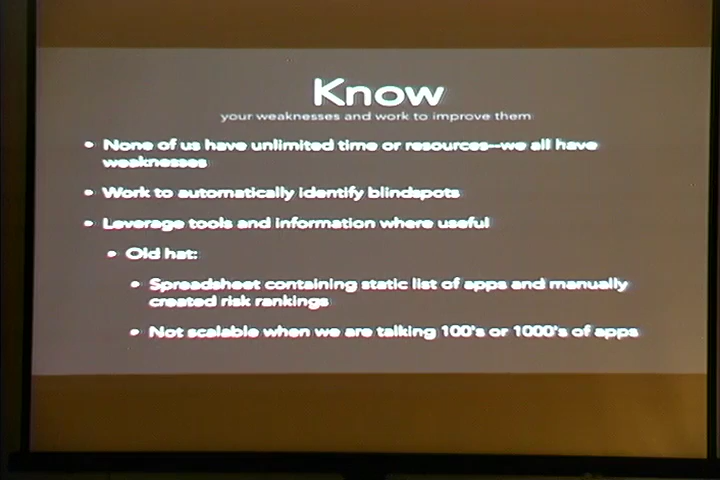 Know
your weaknesses and work to improve them
• None of us have unlimited time or resources--we all have
weaknesses
• Work to automatically identify blindspots
• Leverage tools and information where useful
• Old hat:
• Spreadsheet containing static list of apps and manually
created risk rankings
• Not scalable when we are talking 100's or 1000's of apps